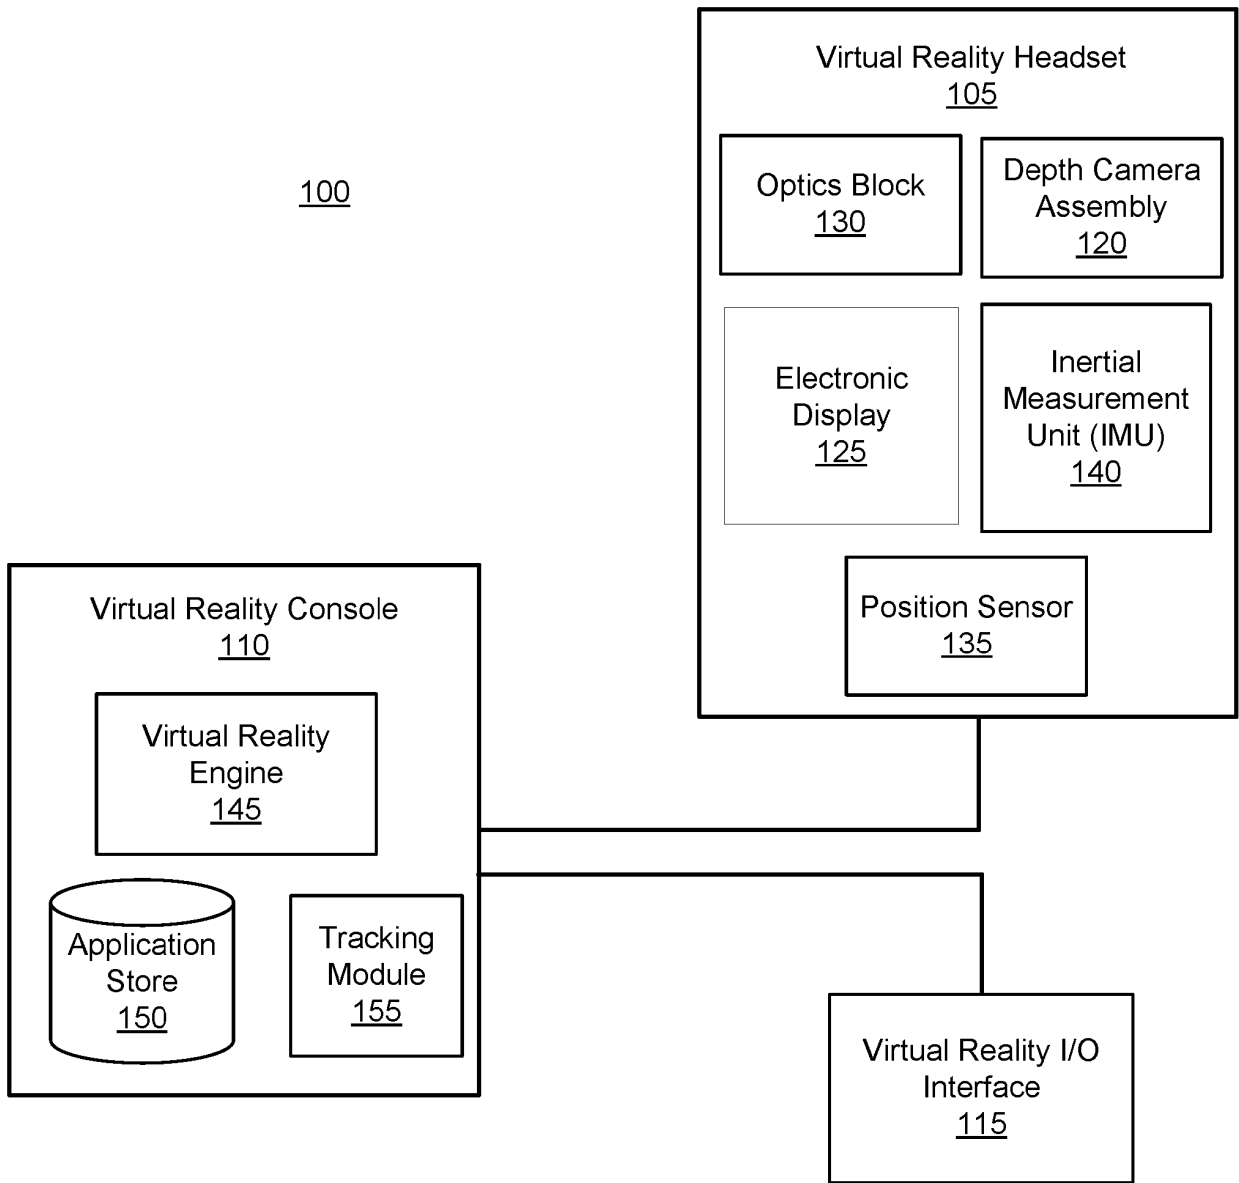 Virtual Reality Headset
105
Optics Block
130
Depth Camera
Assembly
120
100
Electronic
Display
125
Inertial
Measurement
Unit (IMU)
140
Position Sensor
135
Virtual Reality Console
110
Virtual Reality
Engine
145
Application
Store
150
Tracking
Module
155
Virtual Reality I/O
Interface
115